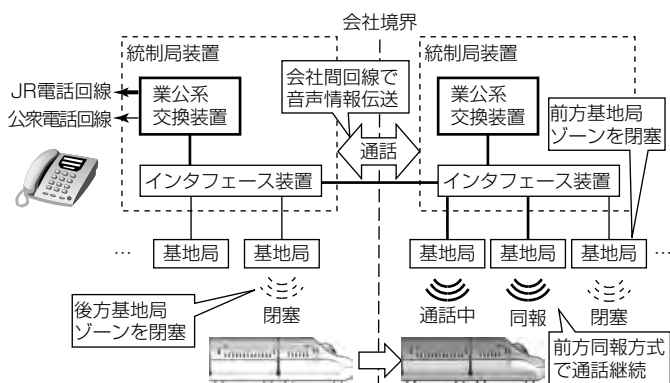 会社境界
統制局装置
統制局装置
JR電話回線
公衆電話回線
業公系
交換装置
会社間回線で
音声情報伝送
通話
業公系
交換装置
前方基地局
ゾーンを閉塞
インタフェース装置
インタフェース装置
…
基地局
基地局
基地局
基地局
基地局
…
後方基地局
ゾーンを閉塞
閉塞
通話中
同報
閉塞
前方同報方式
で通話継続